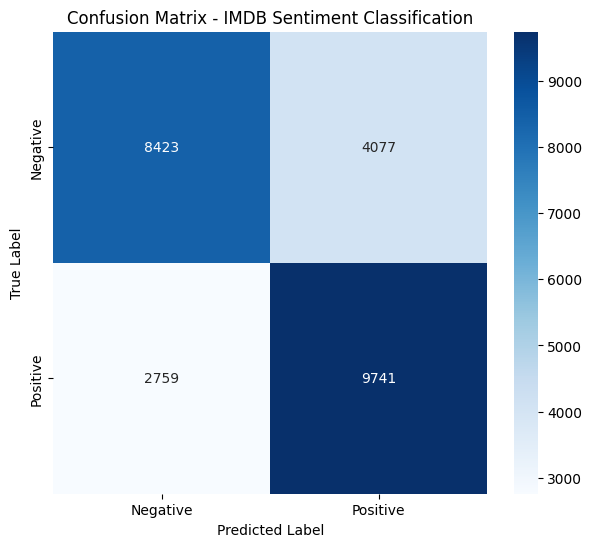 Confusion Matrix - IMDB Sentiment Classification
True Label
Negative
8423
4077
Positive
2759
9741
Negative
Positive
Predicted Label
9000
8000
7000
6000
5000
4000
3000